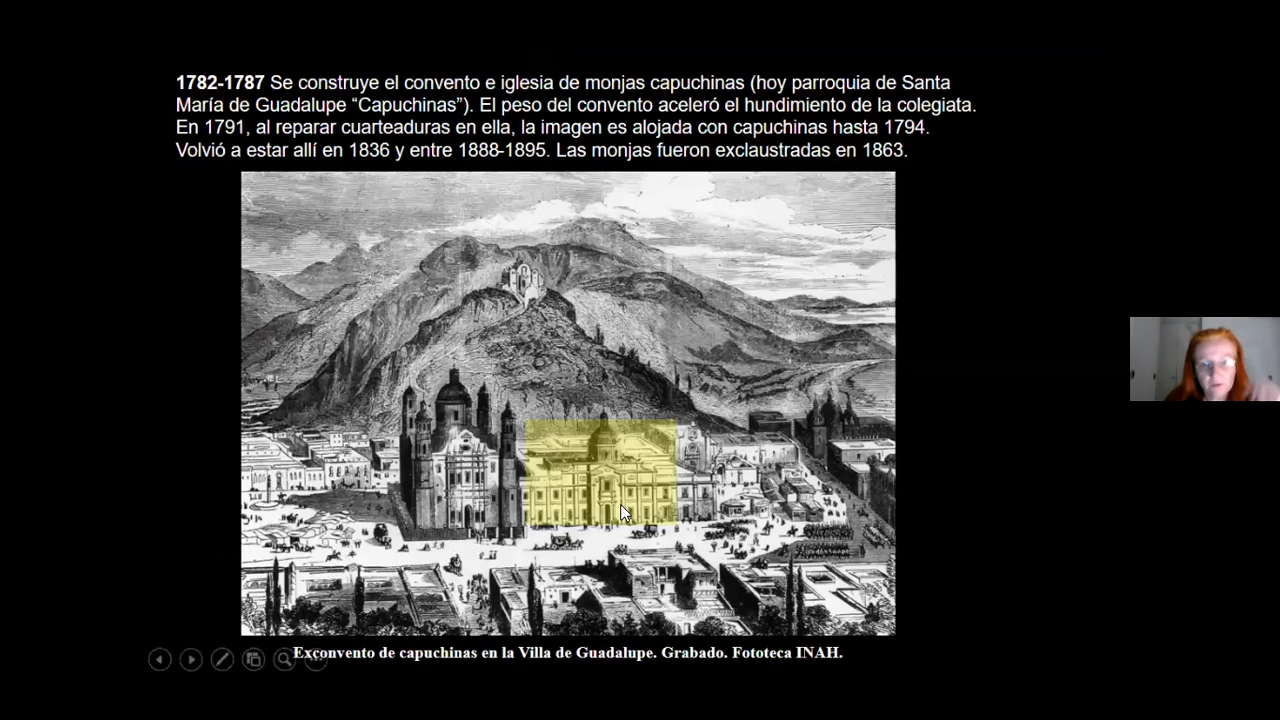 1782-1787 Se construye el convento e iglesia de monjas capuchinas (hoy parroquia de Santa
María de Guadalupe “Capuchinas”). El peso del convento aceleró el hundimiento de la colegiata.
En 1791, al reparar cuarteaduras en ella, la imagen es alojada con capuchinas hasta 1794.
Volvió a estar allí en 1836 y entre 1888-1895. Las monjas fueron exclaustradas en 1863.
Exconvento de capuchinas en la Villa de Guadalupe. Grabado. Fototeca INAH.